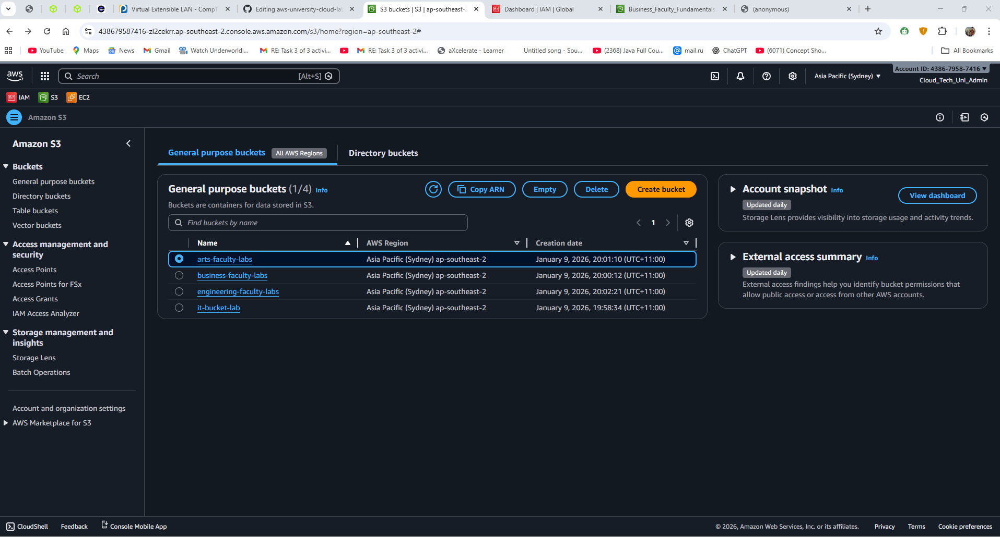 Virtual Extensible LAN - CompT
Editing aws-university-cloud-lab
S3 buckets | S3 | ap-southeast-2
Dashboard | IAM | Global
Business_Faculty_Fundamentals
(anonymous)
438679587416-zl2cekrr.ap-southeast-2.console.aws.amazon.com/s3/home?region=ap-southeast-2#
YouTube
Maps
News
Gmail
Watch Underworld:...
RE: Task 3 of 3 activi...
RE: Task 3 of 3 activi...
aXcelerate - Learner
Untitled song - Sou...
(2368) Java Full Cou...
mail.ru
ChatGPT
(6071) Concept Sho...
All Bookmarks
aws
Search
[Alt+S]
Asia Pacific (Sydney)
Account ID: 4386-7958-7416
Cloud_Tech_Uni_Admin
IAM
S3
EC2
Amazon S3
Amazon S3
Buckets
General purpose buckets
Directory buckets
Table buckets
Vector buckets
Access management and
security
Access Points
Access Points for FSx
Access Grants
IAM Access Analyzer
Storage management and
insights
Storage Lens
Batch Operations
Account and organization settings
AWS Marketplace for S3
General purpose buckets
All AWS Regions
Directory buckets
General purpose buckets (1/4) Info
Copy ARN
Empty
Delete
Create bucket
Buckets are containers for data stored in S3.
Find buckets by name
1
Name
AWS Region
Creation date
arts-faculty-labs
Asia Pacific (Sydney) ap-southeast-2
January 9, 2026, 20:01:10 (UTC+11:00)
business-faculty-labs
Asia Pacific (Sydney) ap-southeast-2
January 9, 2026, 20:00:12 (UTC+11:00)
engineering-faculty-labs
Asia Pacific (Sydney) ap-southeast-2
January 9, 2026, 20:02:21 (UTC+11:00)
it-bucket-lab
Asia Pacific (Sydney) ap-southeast-2
January 9, 2026, 19:58:34 (UTC+11:00)
Account snapshot Info
Updated daily
View dashboard
Storage Lens provides visibility into storage usage and activity trends.
External access summary Info
Updated daily
External access findings help you identify bucket permissions that
allow public access or access from other AWS accounts.
CloudShell
Feedback
Console Mobile App
© 2026, Amazon Web Services, Inc. or its affiliates.
Privacy
Terms
Cookie preferences